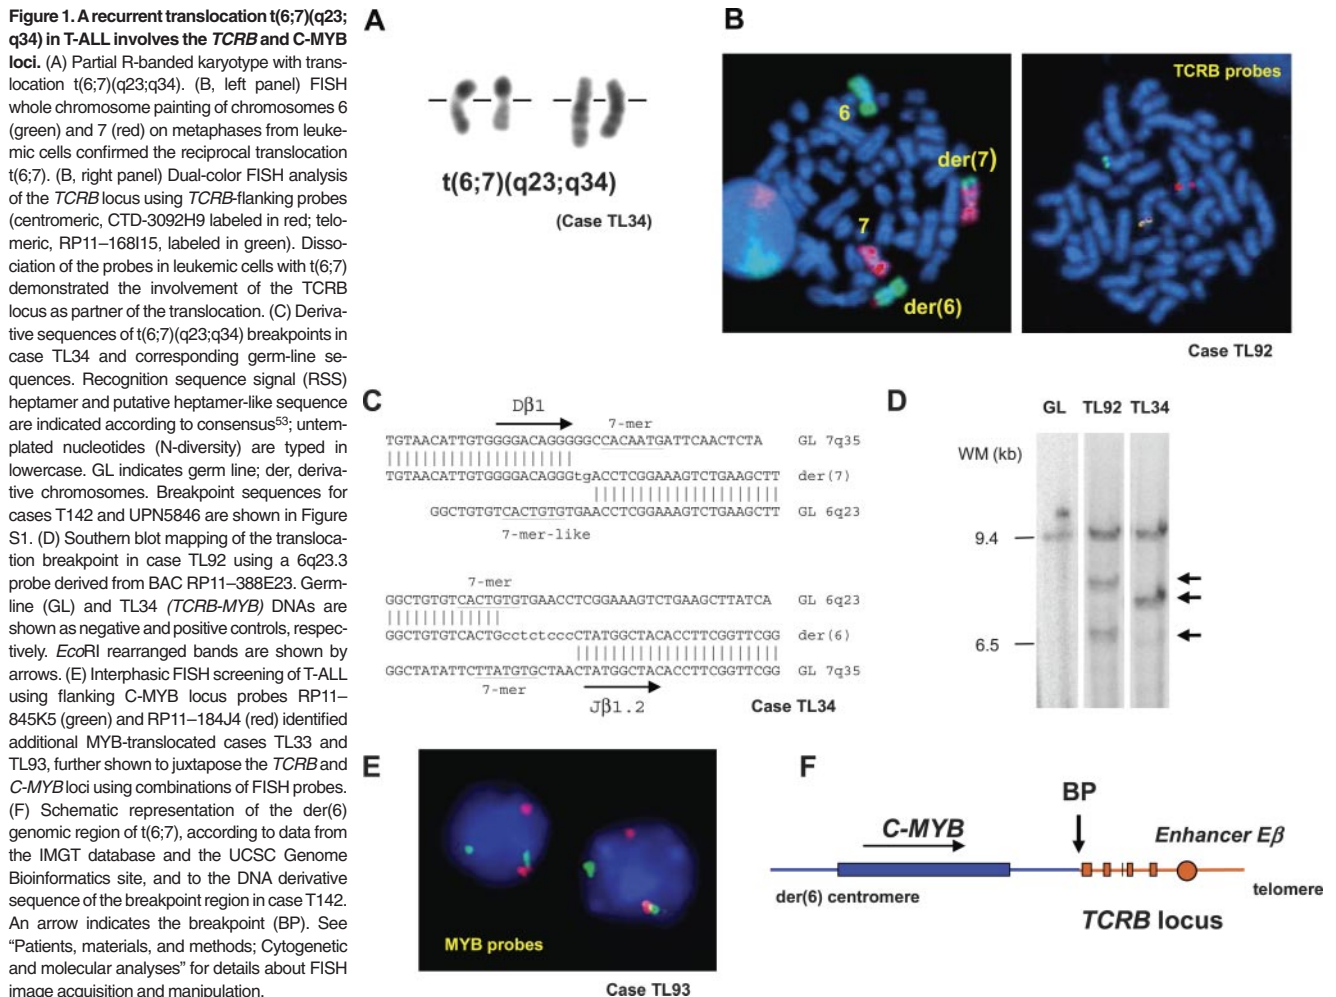 Figure 1. A recurrent translocation t(6;7)(q23;
q34) in T-ALL involves the TCRB and C-MYB
loci. (A) Partial R-banded karyotype with trans-
location t(6;7)(q23;q34). (B, left panel) FISH
whole chromosome painting of chromosomes 6
(green) and 7 (red) on metaphases from leuke-
mic cells confirmed the reciprocal translocation
t(6;7). (B, right panel) Dual-color FISH analysis
of the TCRB locus using TCRB-flanking probes
(centromeric, CTD-3092H9 labeled in red; telo-
meric, RP11–168I15, labeled in green). Disso-
ciation of the probes in leukemic cells with t(6;7)
demonstrated the involvement of the TCRB
locus as partner of the translocation. (C) Deriva-
tive sequences of t(6;7)(q23;q34) breakpoints in
case TL34 and corresponding germ-line se-
quences. Recognition sequence signal (RSS)
heptamer and putative heptamer-like sequence
are indicated according to consensus53; untem-
plated nucleotides (N-diversity) are typed in
lowercase. GL indicates germ line; der, deriva-
tive chromosomes. Breakpoint sequences for
cases T142 and UPN5846 are shown in Figure
S1. (D) Southern blot mapping of the transloca-
tion breakpoint in case TL92 using a 6q23.3
probe derived from BAC RP11–388E23. Germ-
line (GL) and TL34 (TCRB-MYB) DNAs are
shown as negative and positive controls, respec-
tively. EcoRI rearranged bands are shown by
arrows. (E) Interphasic FISH screening of T-ALL
using flanking C-MYB locus probes RP11–
845K5 (green) and RP11–184J4 (red) identified
additional MYB-translocated cases TL33 and
TL93, further shown to juxtapose the TCRB and
C-MYB loci using combinations of FISH probes.
(F) Schematic representation of the der(6)
genomic region of t(6;7), according to data from
the IMGT database and the UCSC Genome
Bioinformatics site, and to the DNA derivative
sequence of the breakpoint region in case T142.
An arrow indicates the breakpoint (BP). See
“Patients, materials, and methods; Cytogenetic
and molecular analyses” for details about FISH
image acquisition and manipulation.
A
t(6;7)(q23;q34)
(Case TL34)
B
6
der(7)
7
der(6)
TCRB probes
Case TL92
C
Dβ1
7-mer
TGTAACATTGTGGGGACAGGGGGCCACAATGATTCAACTCTA GL 7q35
TGTAACATTGTGGGGACAGGGtgACCTCGGAAAGTCTGAAGCTT der(7)
GGCTGTGTCACTGTGTGAACCTCGGAAAGTCTGAAGCTT GL 6q23
7-mer-like
7-mer
GGCTGTGTCACTGTGTGAACCTCGGAAAGTCTGAAGCTTATCA GL 6q23
GGCTGTGTCACTGcctctcccCTATGGCTACACCTTCGGTTCGG der(6)
GGCTATATTCTTATGTGCTAACTATGGCTACACCTTCGGTTCGG GL 7q35
7-mer
Jβ1.2
Case TL34
D
GL TL92 TL34
WM (kb)
9.4
6.5
E
MYB probes
Case TL93
F
BP
C-MYB
Enhancer Eβ
der(6) centromere
telomere
TCRB locus